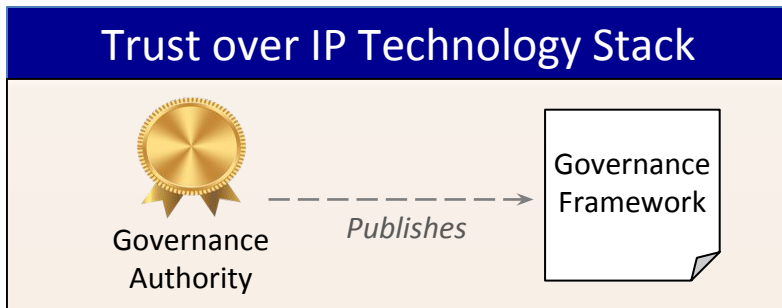 Trust over IP Technology Stack
Governance
Authority
Publishes
Governance
Framework